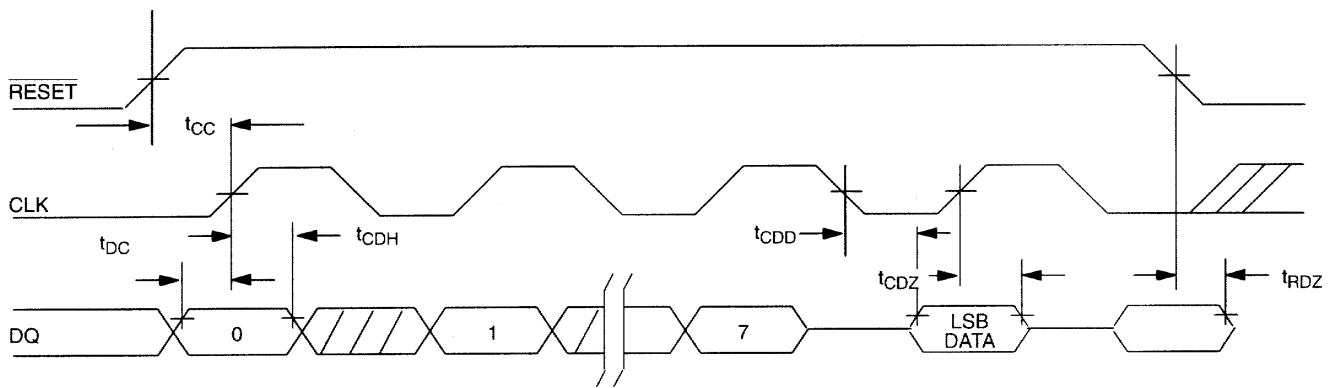 RESET
tCC
CLK
tDC
tCDH
tCDD
tCDZ
tRDZ
DQ
0
1
7
LSB
DATA